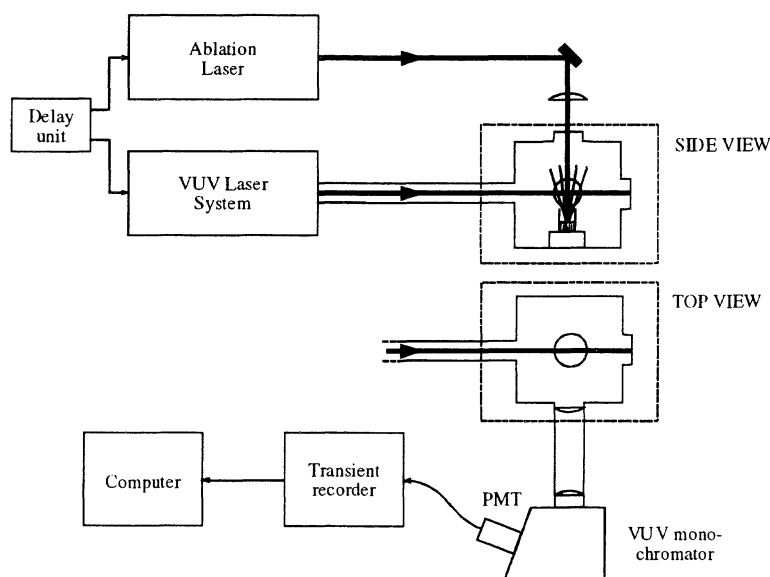 Ablation
Laser
Delay
unit
VUV Laser
System
SIDE VIEW
TOP VIEW
Computer
Transient
recorder
PMT
VUV mono-
chromator